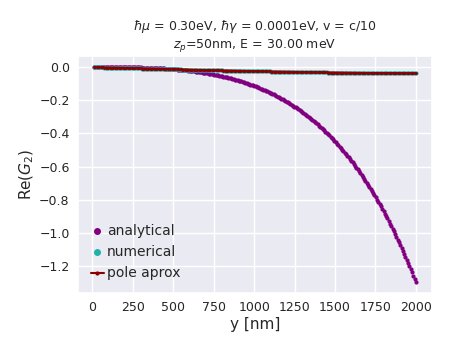 ℏμ = 0.30eV, ℏγ = 0.0001eV, v = c/10
zₚ=50nm, E = 30.00 meV
Re(G₂)
0.0
−0.2
−0.4
−0.6
−0.8
−1.0
−1.2
analytical
numerical
pole aprox
0 250 500 750 1000 1250 1500 1750 2000
y [nm]